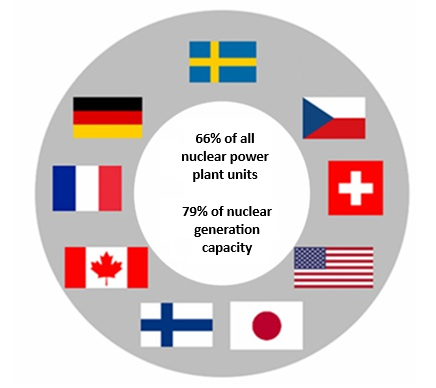 66% of all
nuclear power
plant units
79% of nuclear
generation
capacity